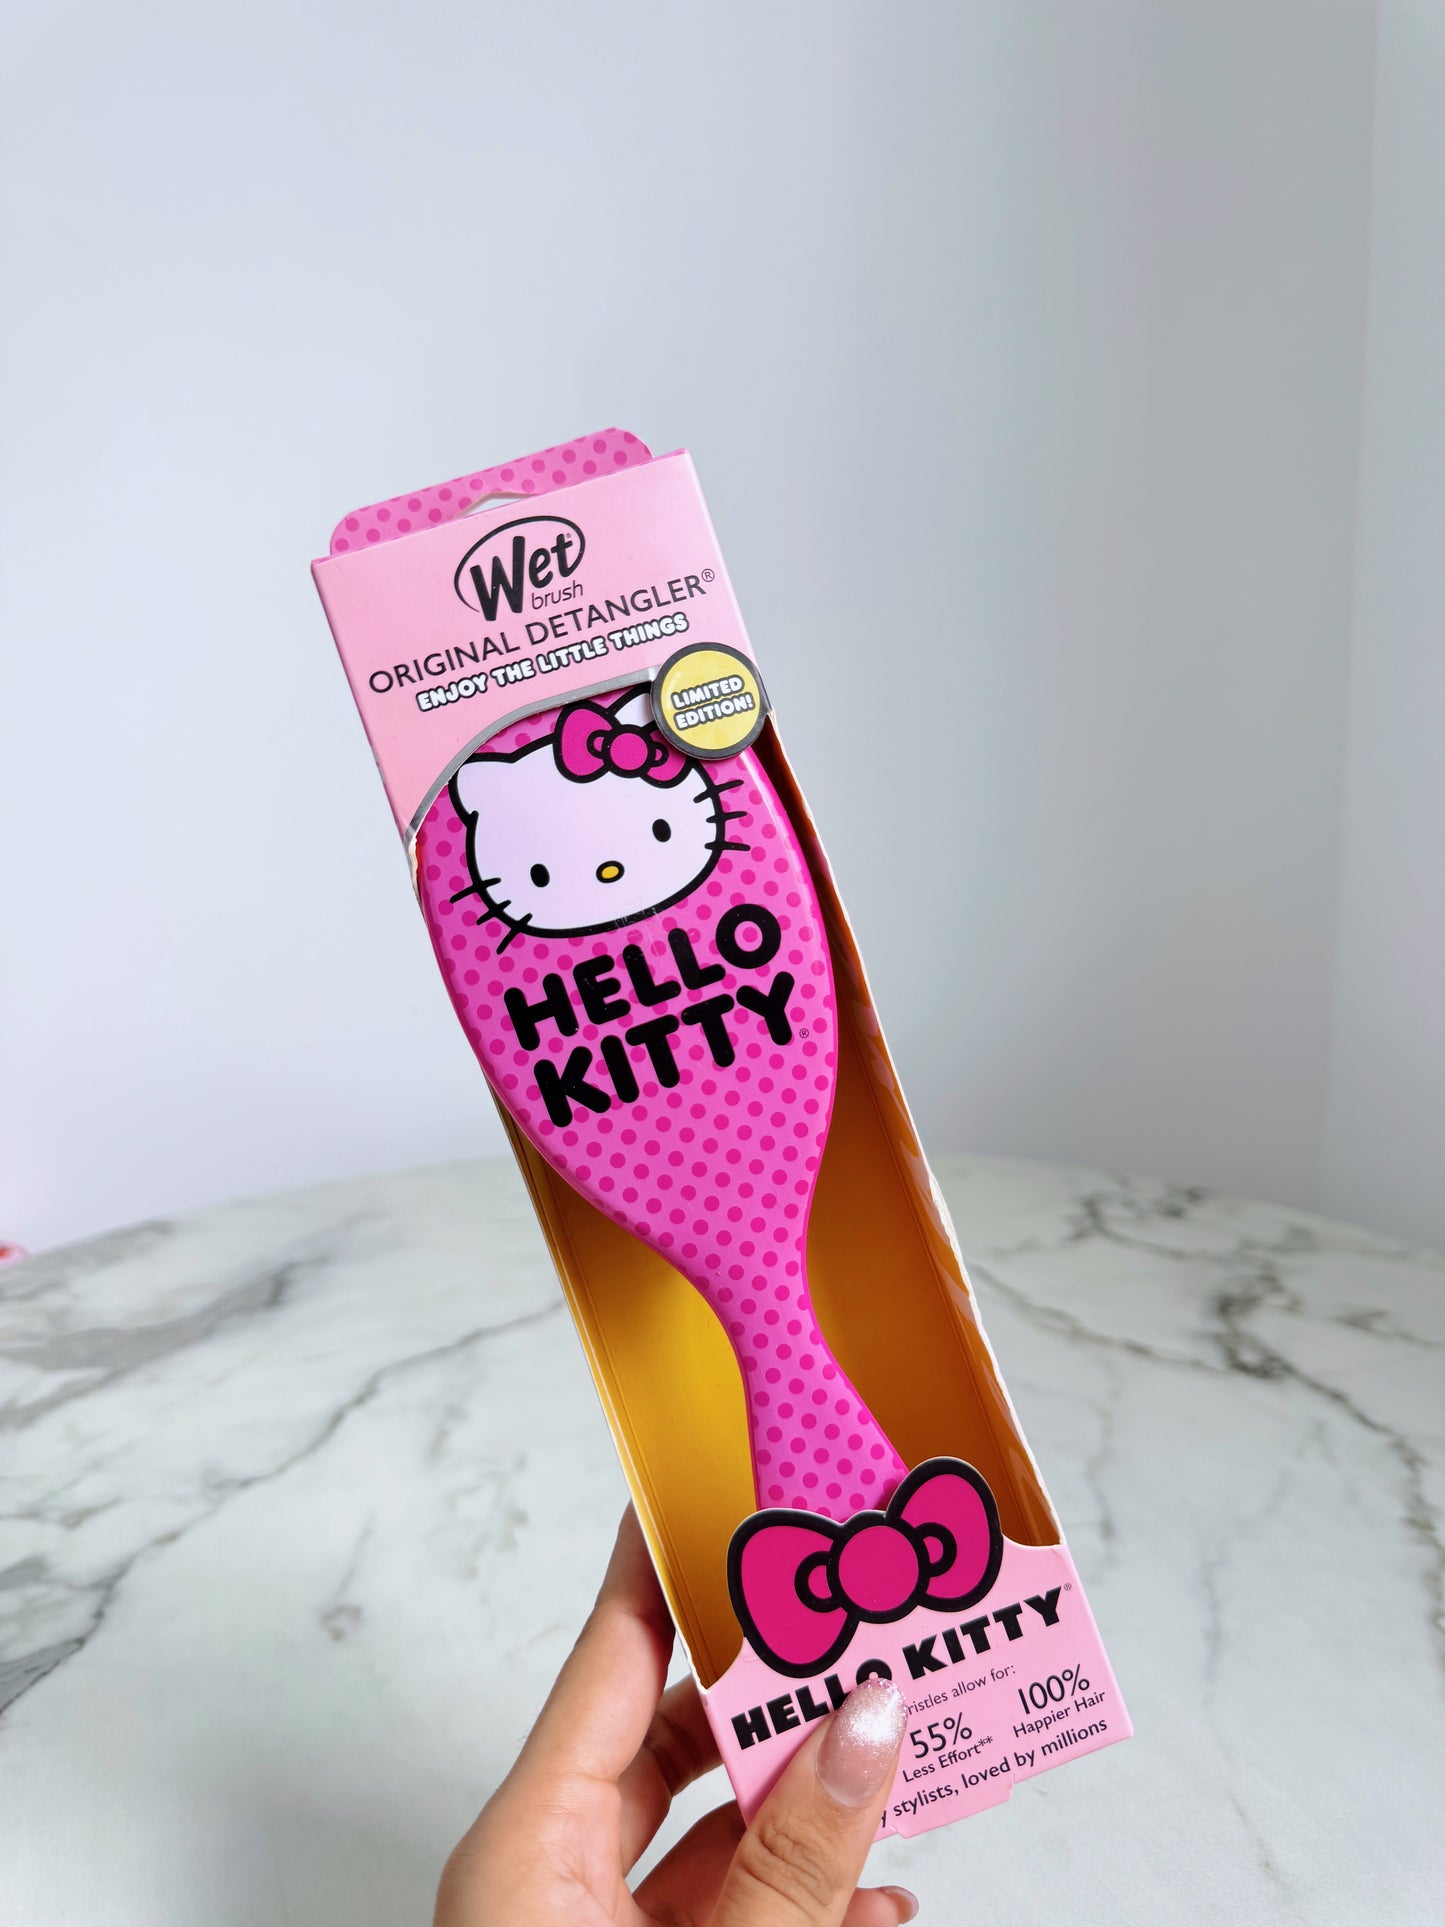 Wet
brush
ORIGINAL DETANGLER®
ENJOY THE LITTLE THINGS
LIMITED
EDITION!
HELLO
KITTY®
HELLO KITTY®
allow for:
55%
Less Effort**
100%
Happier Hair
stylists, loved by millions